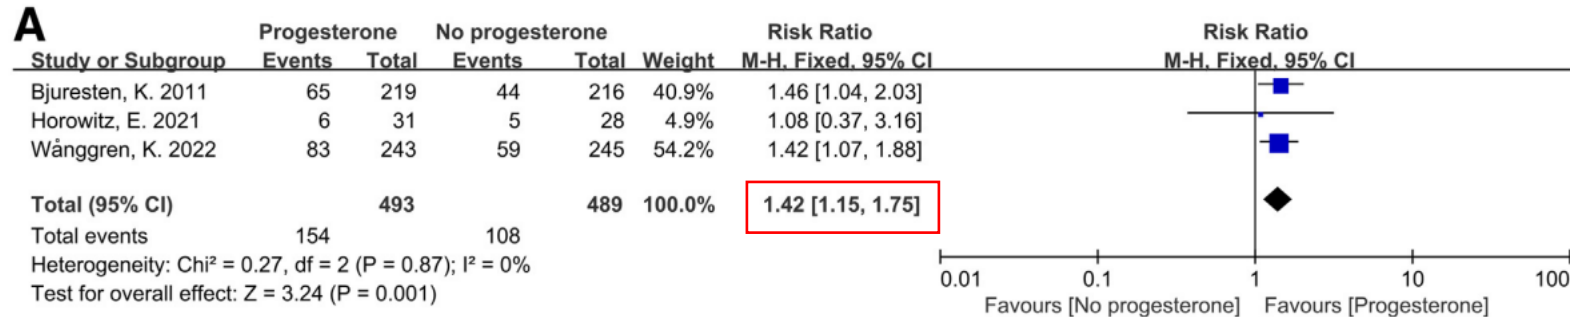 A
Progesterone No progesterone Risk Ratio Risk Ratio
Study or Subgroup Events Total Events Total Weight M-H, Fixed, 95% CI M-H, Fixed, 95% CI
Bjuresten, K. 2011 65 219 44 216 40.9% 1.46 [1.04, 2.03]
Horowitz, E. 2021 6 31 5 28 4.9% 1.08 [0.37, 3.16]
Wånggren, K. 2022 83 243 59 245 54.2% 1.42 [1.07, 1.88]
Total (95% CI) 493 489 100.0% 1.42 [1.15, 1.75]
Total events 154 108
Heterogeneity: Chi² = 0.27, df = 2 (P = 0.87); I² = 0%
Test for overall effect: Z = 3.24 (P = 0.001)
0.01 0.1 1 10 100
Favours [No progesterone] Favours [Progesterone]